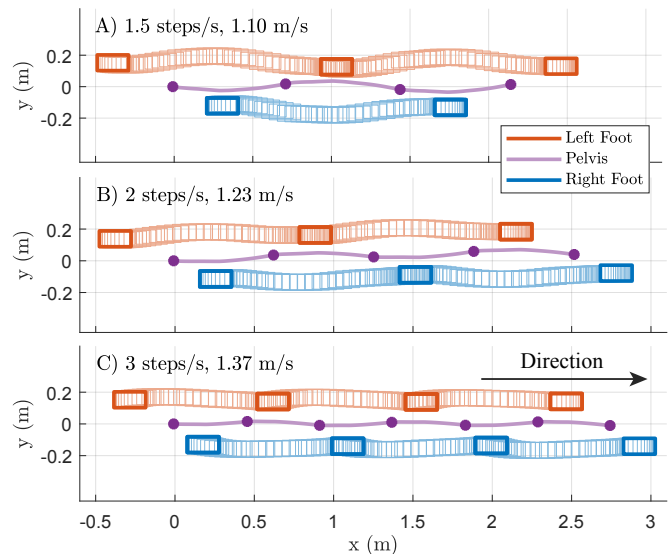 A) 1.5 steps/s, 1.10 m/s
0.2
0
-0.2
y (m)
Left Foot
Pelvis
Right Foot
B) 2 steps/s, 1.23 m/s
0.2
0
-0.2
y (m)
C) 3 steps/s, 1.37 m/s
Direction
0.2
0
-0.2
y (m)
-0.5 0 0.5 1 1.5 2 2.5 3
x (m)